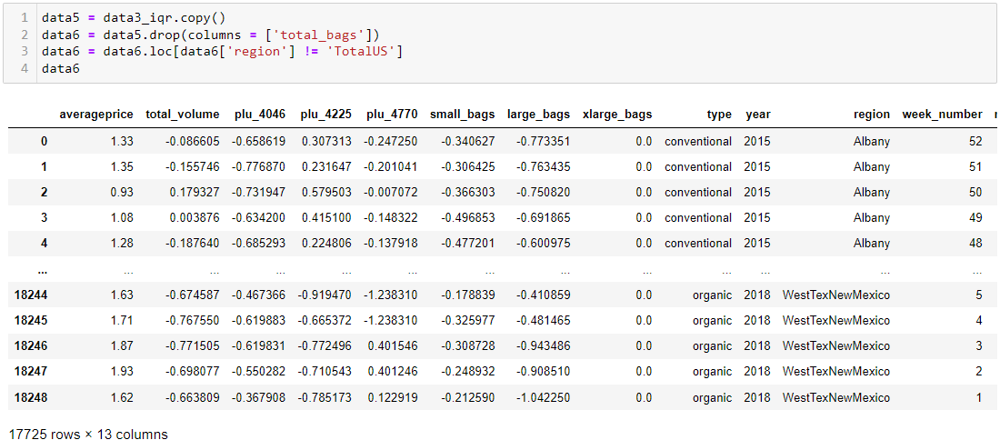 1 data5 = data3_iqr.copy()
2 data6 = data5.drop(columns = ['total_bags'])
3 data6 = data6.loc[data6['region'] != 'TotalUS']
4 data6
averageprice total_volume plu_4046 plu_4225 plu_4770 small_bags large_bags xlarge_bags type year region week_number
0 1.33 -0.086605 -0.658619 0.307313 -0.247250 -0.340627 -0.773351 0.0 conventional 2015 Albany 52
1 1.35 -0.155746 -0.776870 0.231647 -0.201041 -0.306425 -0.763435 0.0 conventional 2015 Albany 51
2 0.93 0.179327 -0.731947 0.579503 -0.007072 -0.366303 -0.750820 0.0 conventional 2015 Albany 50
3 1.08 0.003876 -0.634200 0.415100 -0.148322 -0.496853 -0.691865 0.0 conventional 2015 Albany 49
4 1.28 -0.187640 -0.685293 0.224806 -0.137918 -0.477201 -0.600975 0.0 conventional 2015 Albany 48
... ... ... ... ... ... ... ... ... ... ... ... ...
18244 1.63 -0.674587 -0.467366 -0.919470 -1.238310 -0.178839 -0.410859 0.0 organic 2018 WestTexNewMexico 5
18245 1.71 -0.767550 -0.619883 -0.665372 -1.238310 -0.325977 -0.481465 0.0 organic 2018 WestTexNewMexico 4
18246 1.87 -0.771505 -0.619831 -0.772496 0.401546 -0.308728 -0.943486 0.0 organic 2018 WestTexNewMexico 3
18247 1.93 -0.698077 -0.550282 -0.710543 0.401246 -0.248932 -0.908510 0.0 organic 2018 WestTexNewMexico 2
18248 1.62 -0.663809 -0.367908 -0.785173 0.122919 -0.212590 -1.042250 0.0 organic 2018 WestTexNewMexico 1
17725 rows × 13 columns